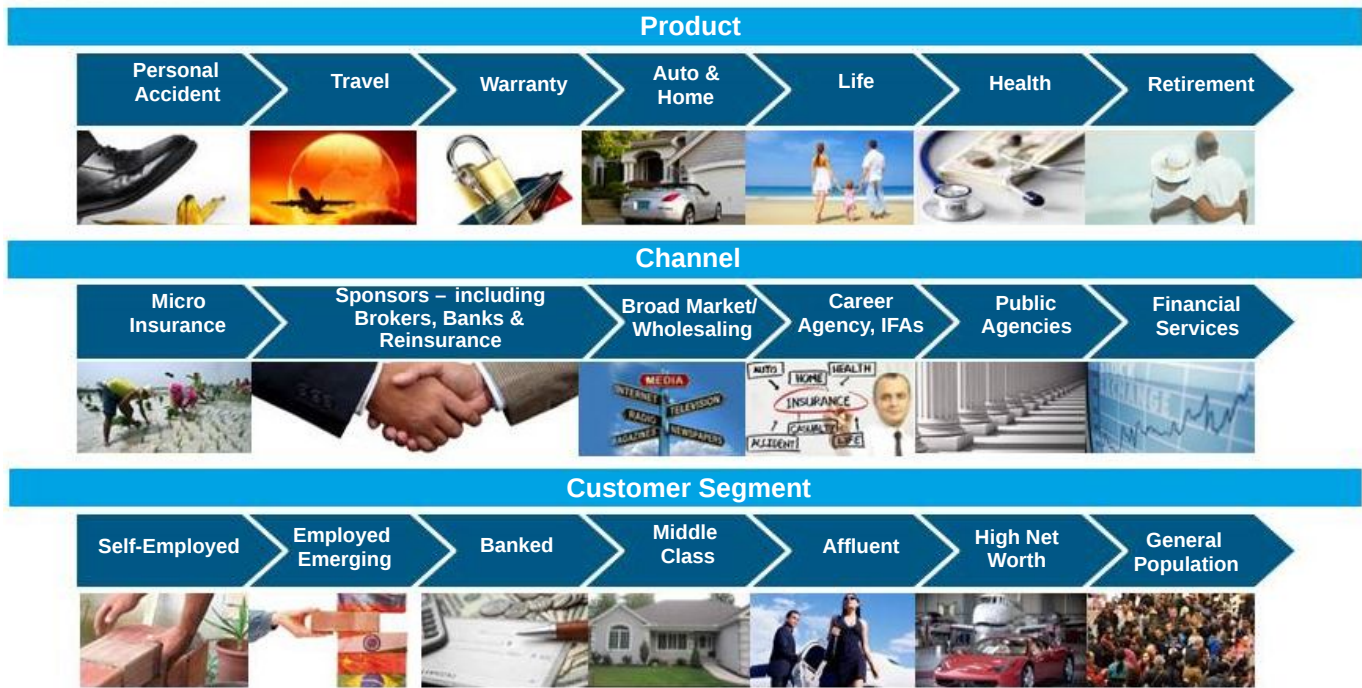 Product
Personal
Accident
Travel
Warranty
Auto &
Home
Life
Health
Retirement
Channel
Micro
Insurance
Sponsors – including
Brokers, Banks &
Reinsurance
Broad Market/
Wholesaling
Career
Agency, IFAs
Public
Agencies
Financial
Services
MEDIA
INTERNET
TELEVISION
RADIO
MAGAZINES
NEWSPAPERS
AUTO
HOME
HEALTH
INSURANCE
CASUALTY
ACCIDENT
LIFE
Customer Segment
Self-Employed
Employed
Emerging
Banked
Middle
Class
Affluent
High Net
Worth
General
Population